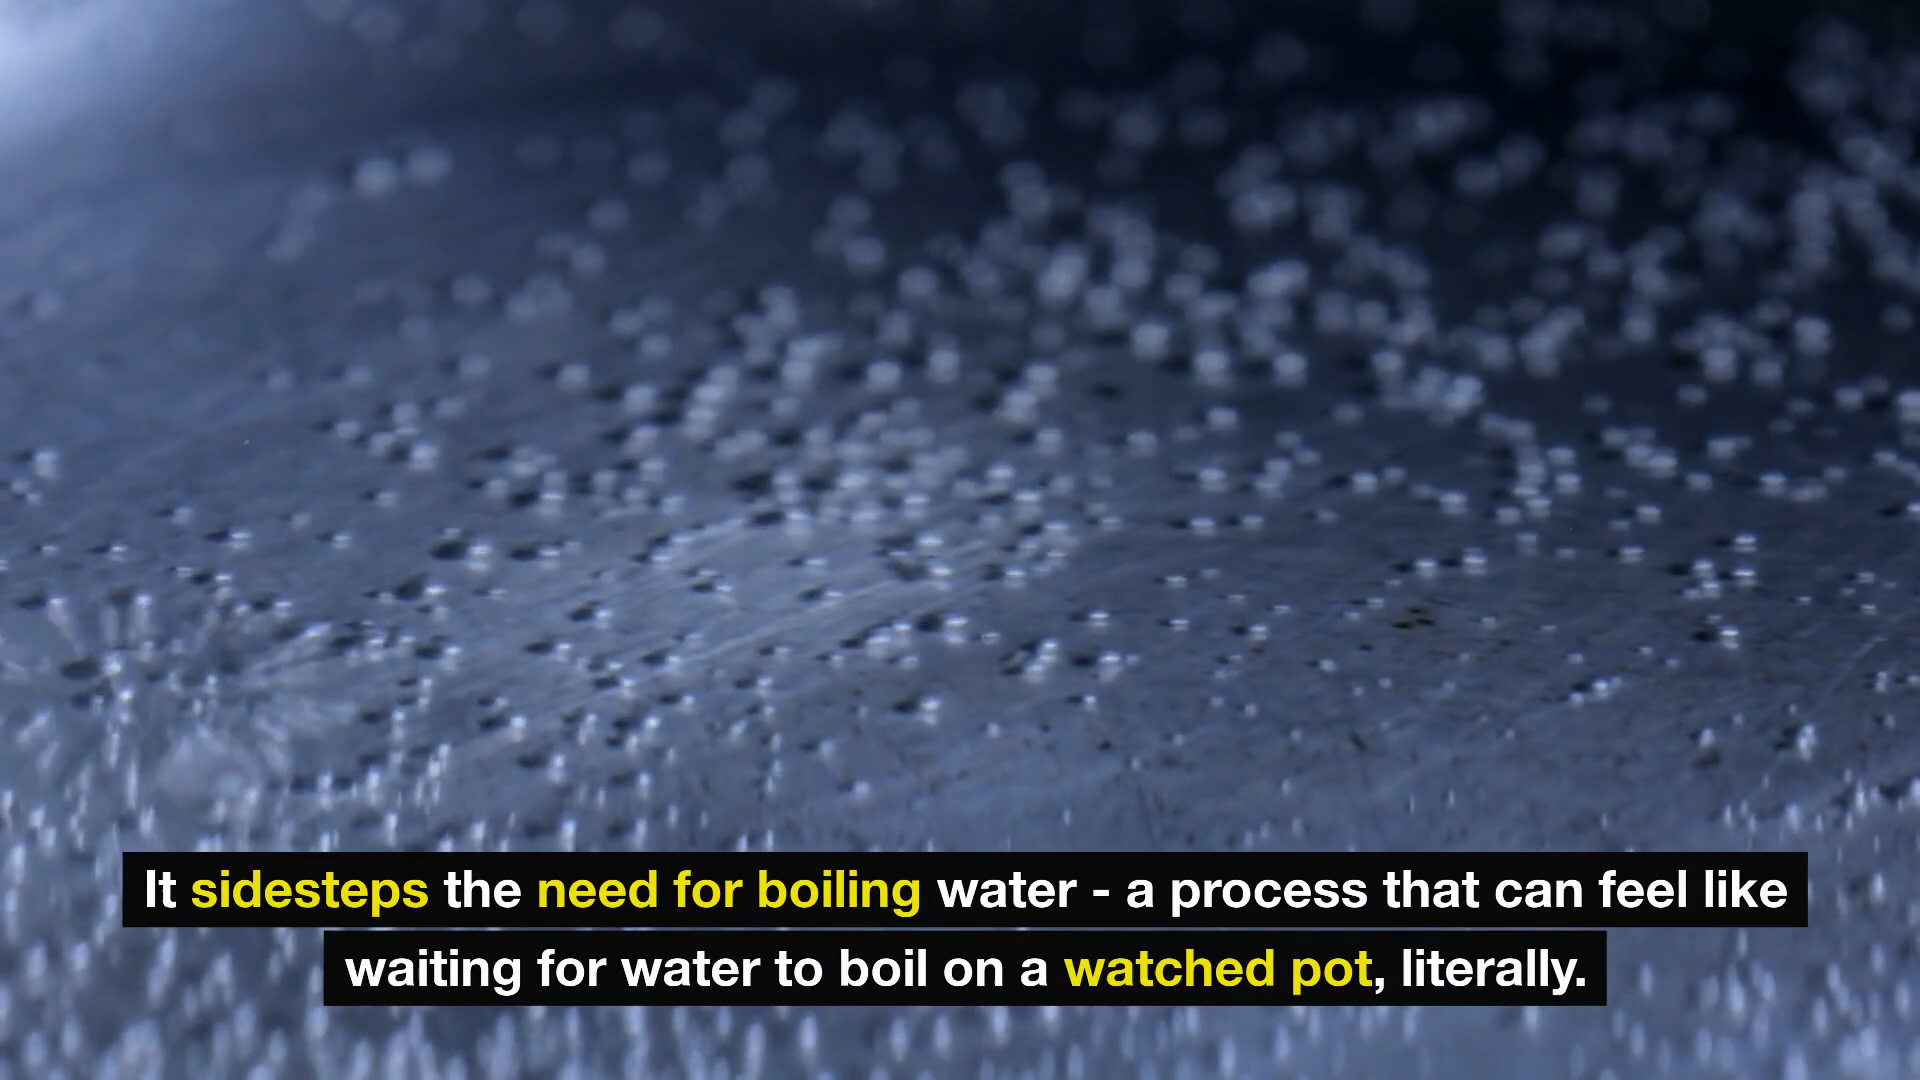 It sidesteps the need for boiling water - a process that can feel like
waiting for water to boil on a watched pot, literally.